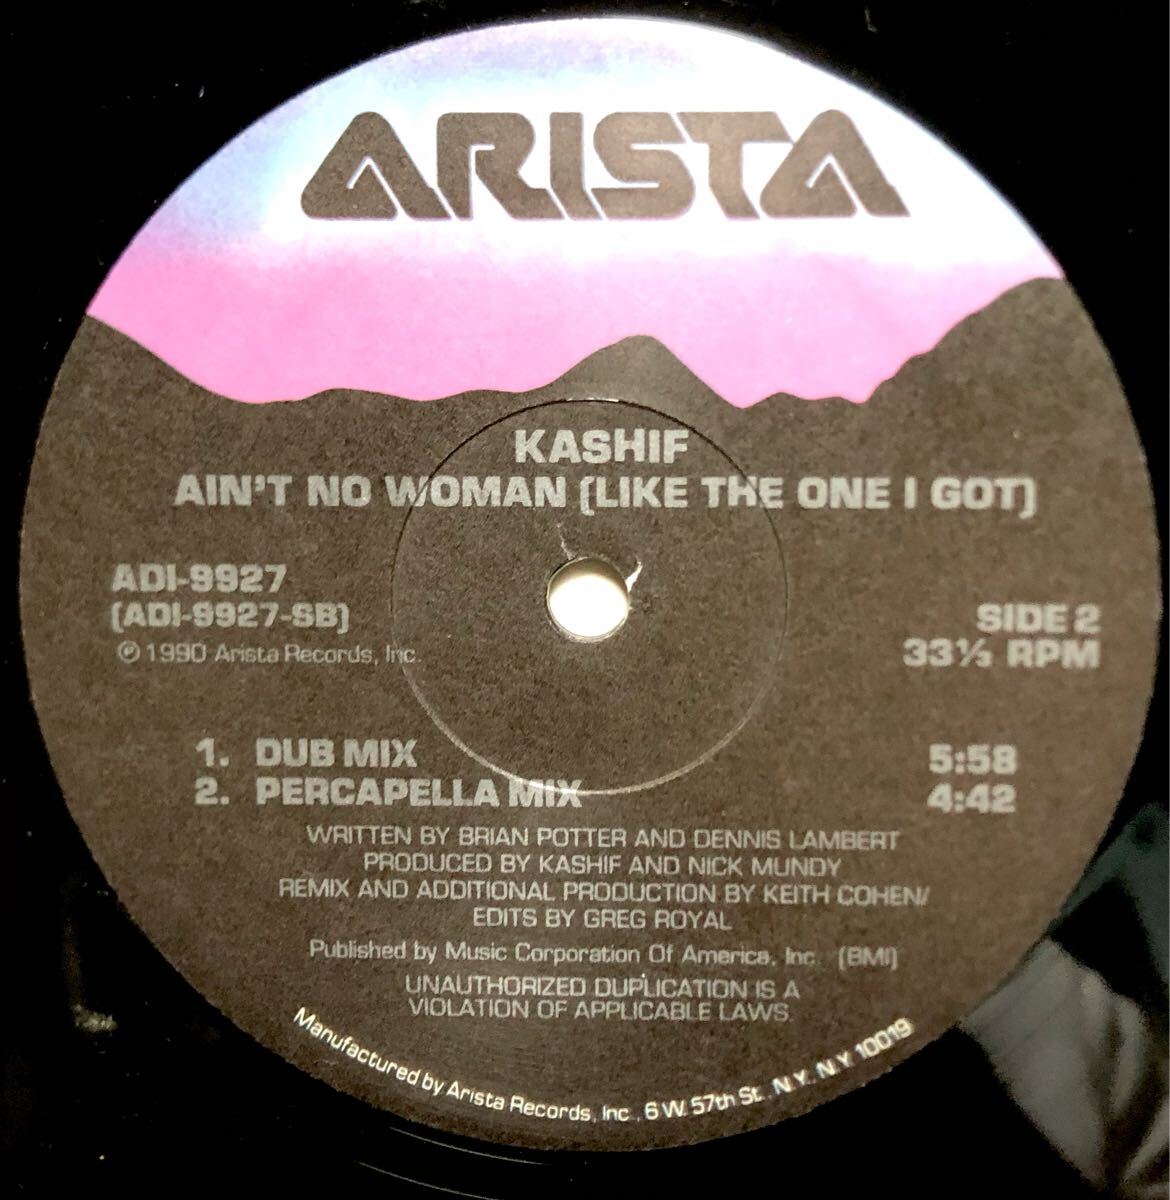 ARISTA
KASHIF
AIN'T NO WOMAN (LIKE THE ONE I GOT)
ADI-9927
(ADI-9927-SB)
℗ 1990 Arista Records, Inc.
SIDE 2
33⅓ RPM
1. DUB MIX 5:58
2. PERCAPELLA MIX 4:42
WRITTEN BY BRIAN POTTER AND DENNIS LAMBERT
PRODUCED BY KASHIF AND NICK MUNDY
REMIX AND ADDITIONAL PRODUCTION BY KEITH COHEN/
EDITS BY GREG ROYAL
Published by Music Corporation Of America, Inc. (BMI)
UNAUTHORIZED DUPLICATION IS A
VIOLATION OF APPLICABLE LAWS.
Manufactured by Arista Records, Inc., 6 W. 57th St., N.Y., N.Y. 10019